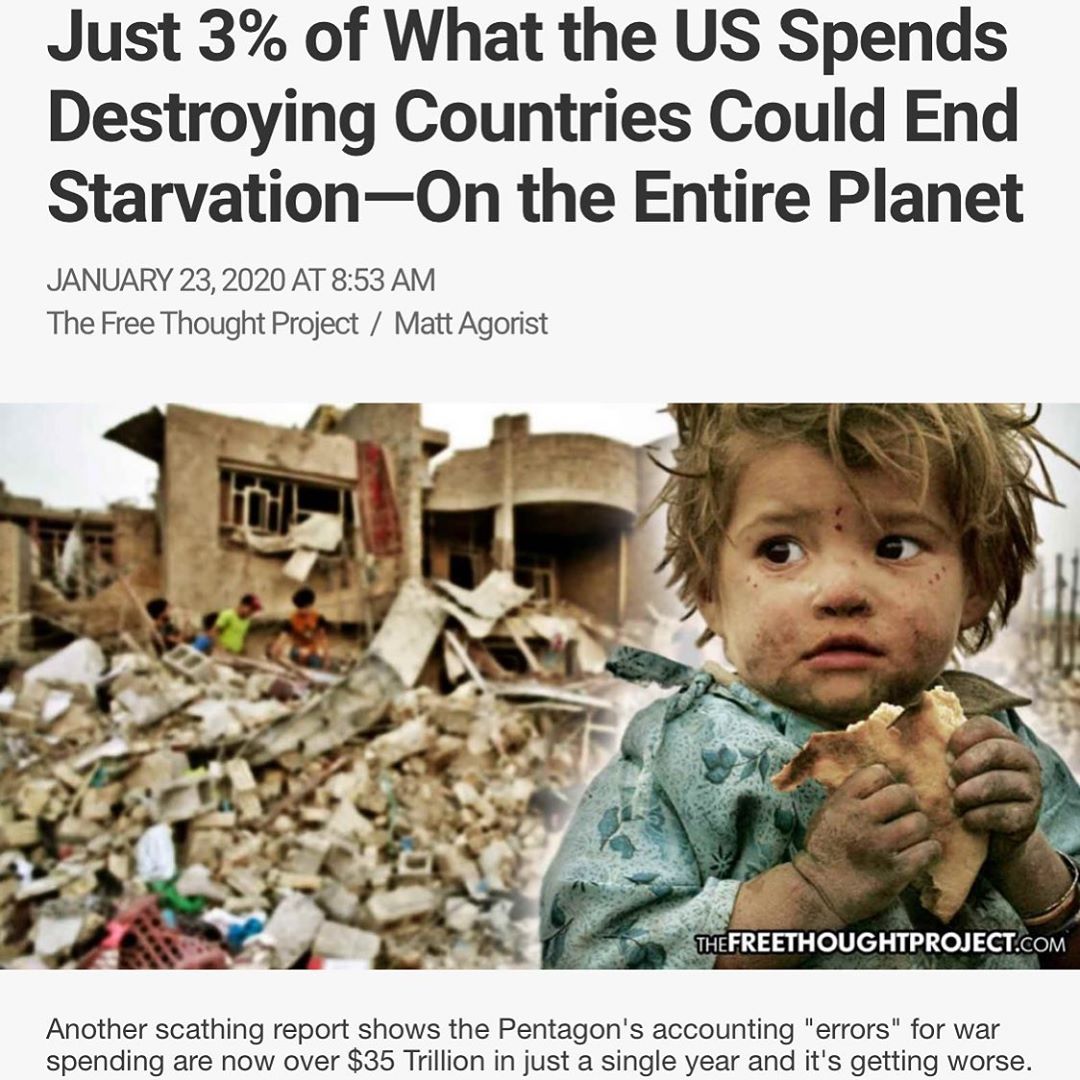 Just 3% of What the US Spends
Destroying Countries Could End
Starvation—On the Entire Planet
JANUARY 23, 2020 AT 8:53 AM
The Free Thought Project / Matt Agorist
THEFREETHOUGHTPROJECT.COM
Another scathing report shows the Pentagon's accounting "errors" for war
spending are now over $35 Trillion in just a single year and it's getting worse.